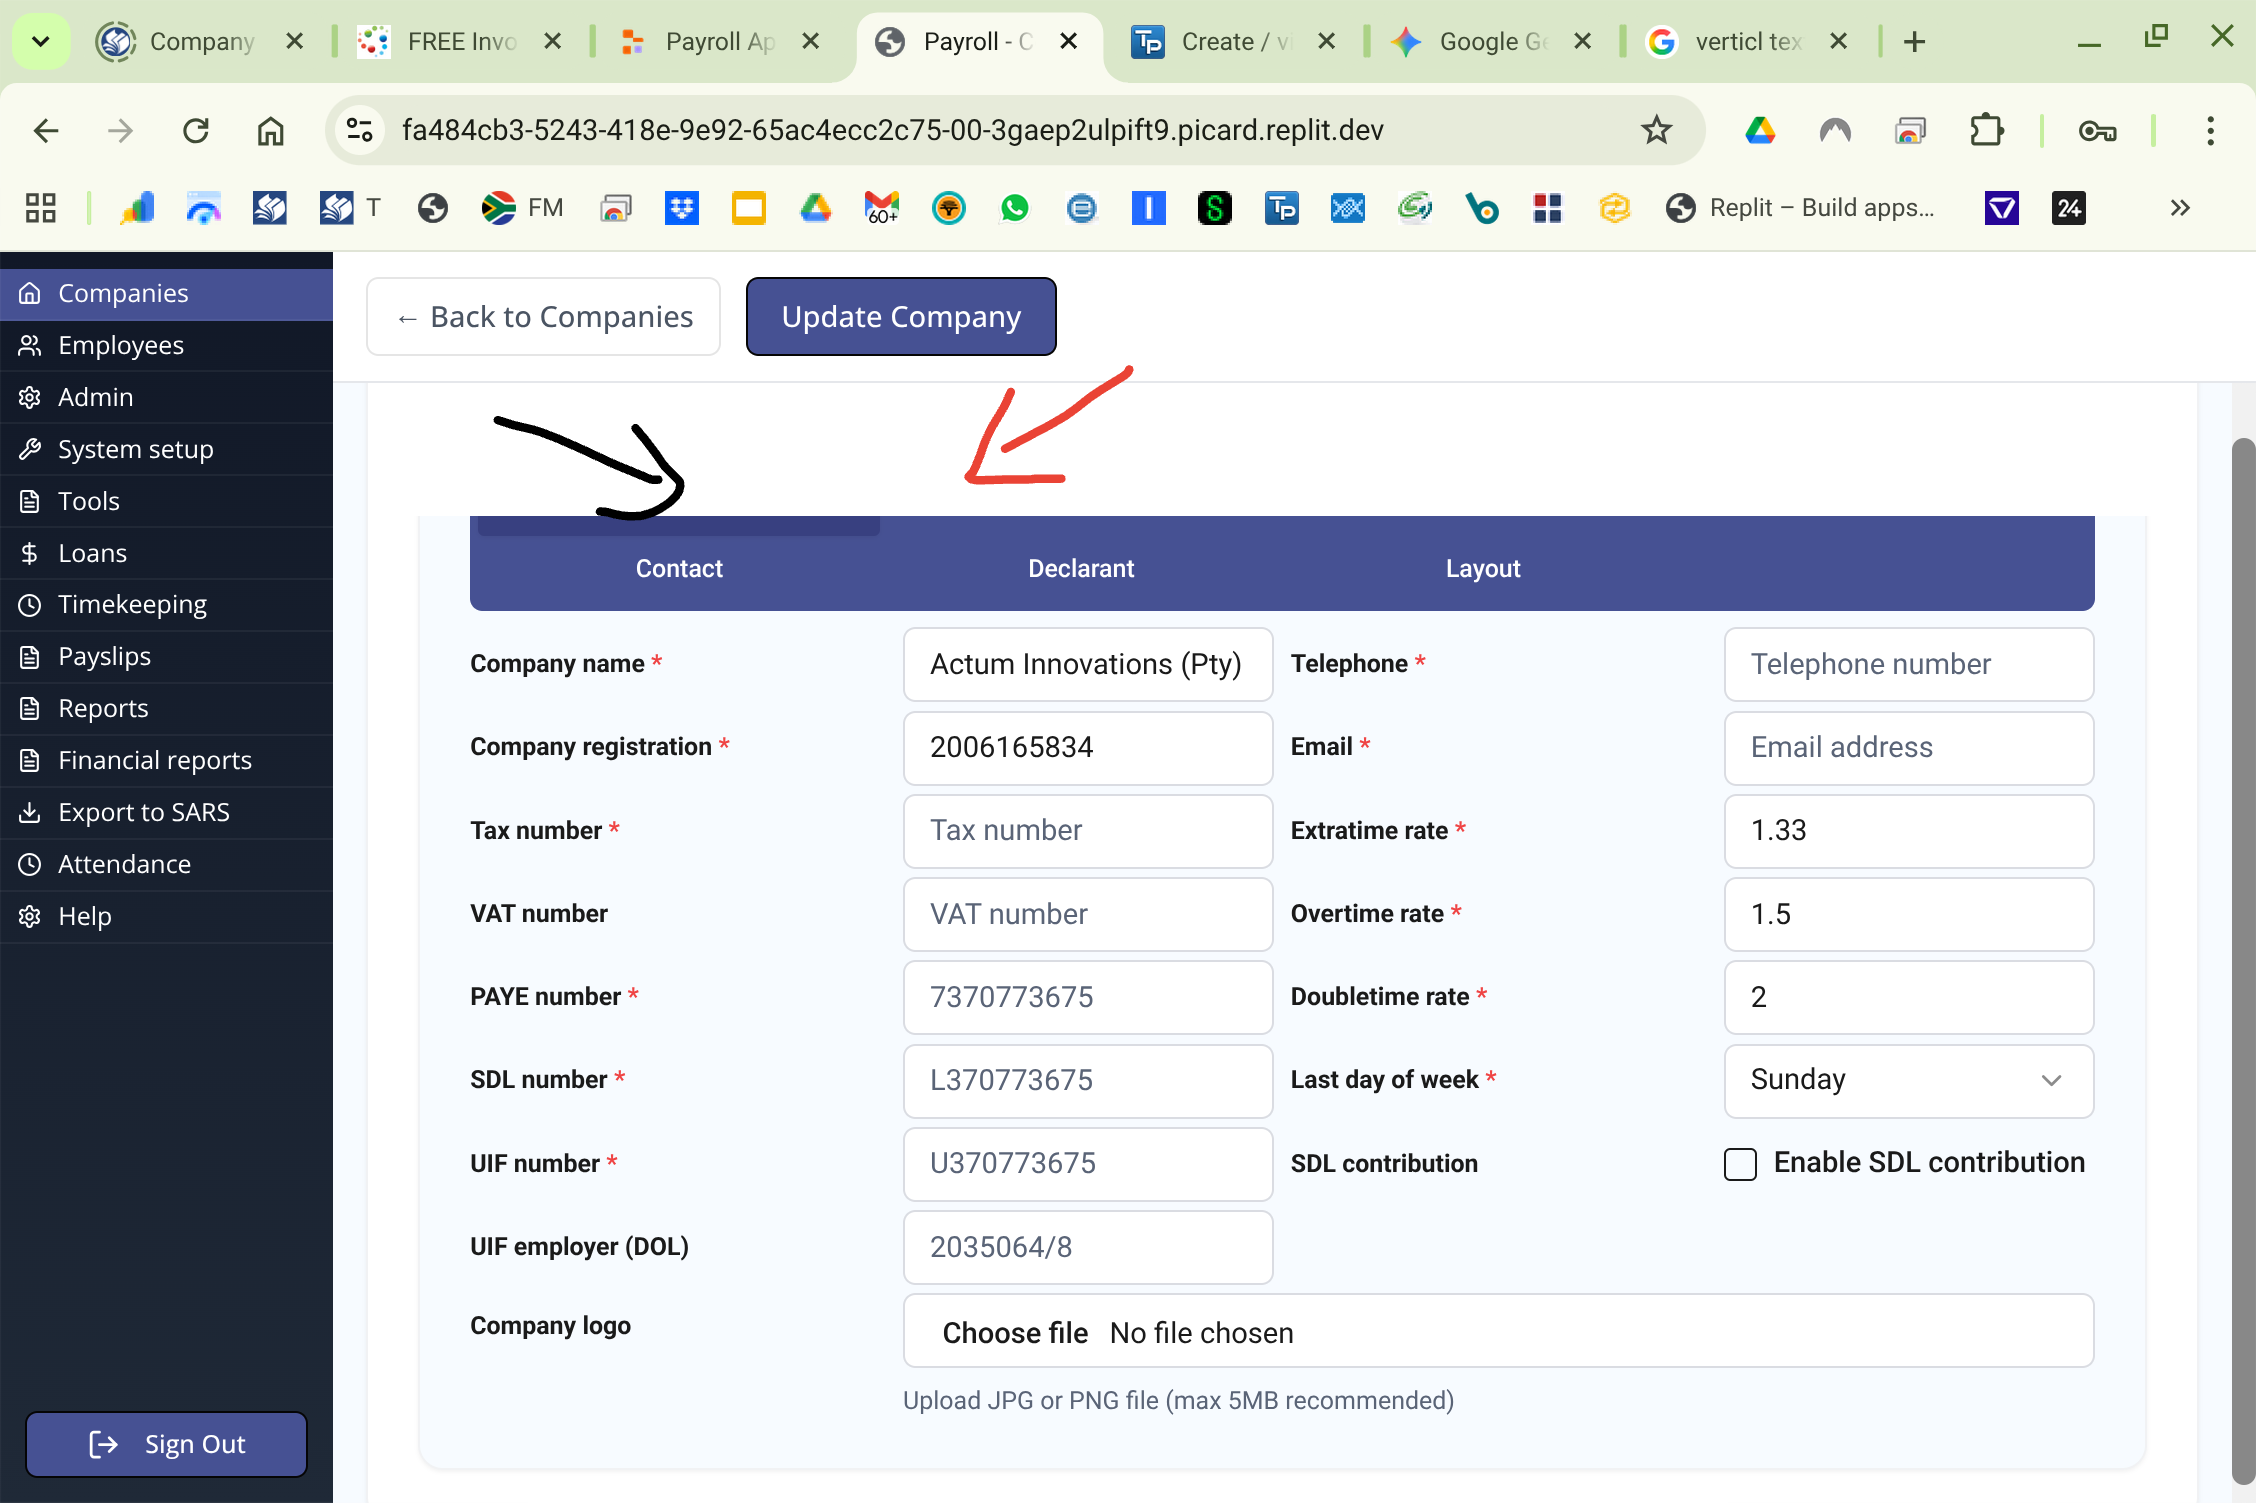 Company
FREE Invo
Payroll Ap
Payroll - C
Create / vi
Google Ge
verticl tex
fa484cb3-5243-418e-9e92-65ac4ecc2c75-00-3gaep2ulpift9.picard.replit.dev
T
FM
60+
Replit – Build apps...
24
Companies
Employees
Admin
System setup
Tools
Loans
Timekeeping
Payslips
Reports
Financial reports
Export to SARS
Attendance
Help
Sign Out
← Back to Companies
Update Company
Contact
Declarant
Layout
Company name *
Actum Innovations (Pty)
Telephone *
Telephone number
Company registration *
2006165834
Email *
Email address
Tax number *
Tax number
Extratime rate *
1.33
VAT number
VAT number
Overtime rate *
1.5
PAYE number *
7370773675
Doubletime rate *
2
SDL number *
L370773675
Last day of week *
Sunday
UIF number *
U370773675
SDL contribution
Enable SDL contribution
UIF employer (DOL)
2035064/8
Company logo
Choose file No file chosen
Upload JPG or PNG file (max 5MB recommended)